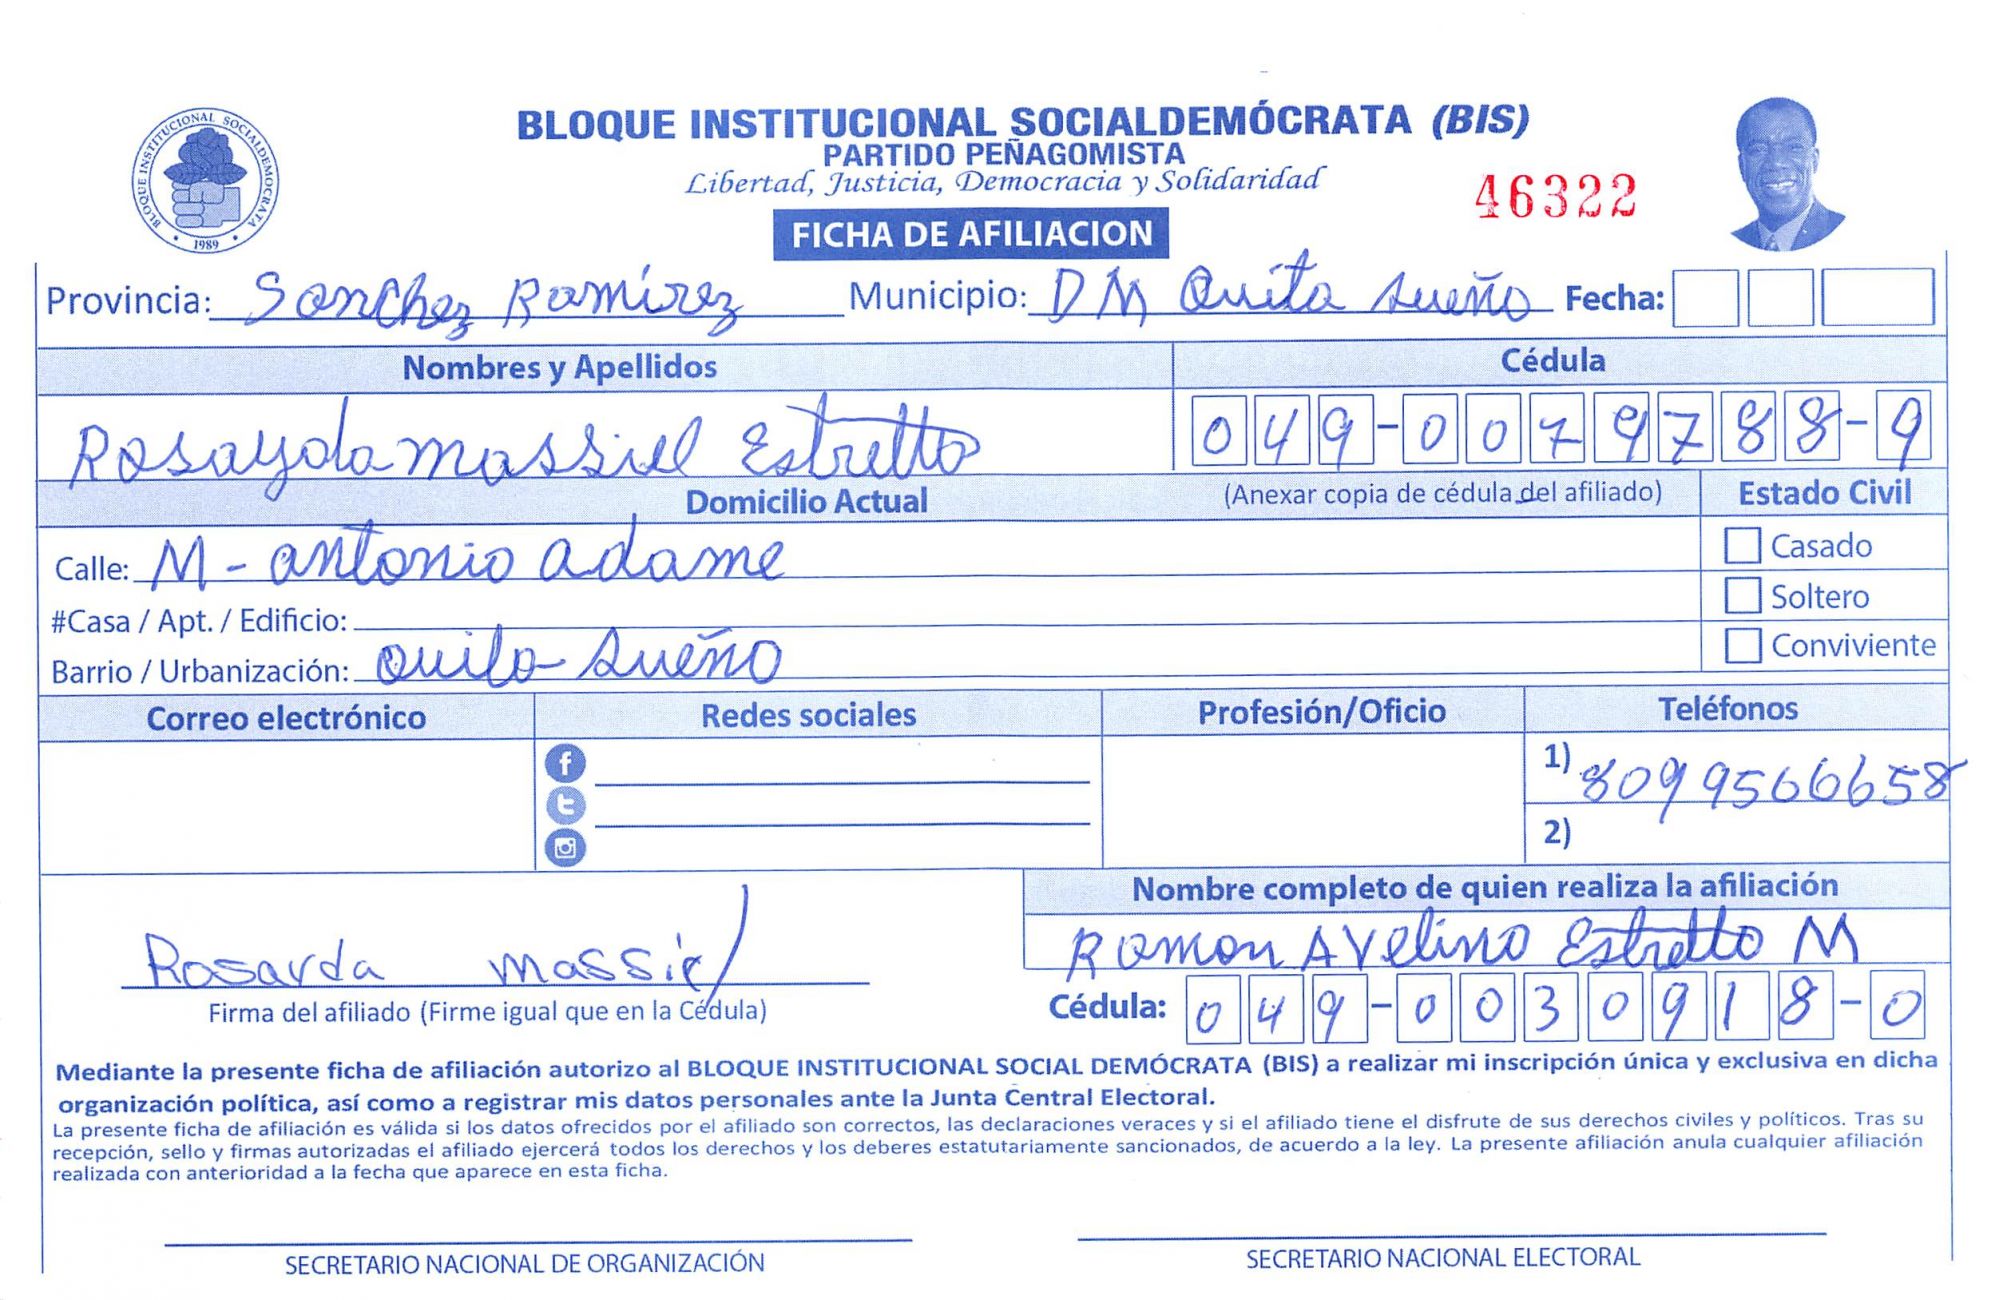 BLOQUE INSTITUCIONAL SOCIALDEMÓCRATA (BIS)
PARTIDO PEÑAGOMISTA
Libertad, Justicia, Democracia y Solidaridad
46322
BLOQUE INSTITUCIONAL SOCIALDEMOCRATA
1989
FICHA DE AFILIACION
Provincia: Sanchez Ramírez Municipio: DM Quita sueño Fecha:
Nombres y Apellidos Cédula
Rosayda massiel Estretto 049-0079788-9
Domicilio Actual (Anexar copia de cédula del afiliado) Estado Civil
Calle: M - antonio adame Casado
#Casa / Apt. / Edificio: Soltero
Barrio / Urbanización: Quita sueño Conviviente
Correo electrónico Redes sociales Profesión/Oficio Teléfonos
1) 8099566658
2)
Nombre completo de quien realiza la afiliación
Ramon Avelino Estretto M
Rosayda massiel
Firma del afiliado (Firme igual que en la Cédula) Cédula: 049-0030918-0
Mediante la presente ficha de afiliación autorizo al BLOQUE INSTITUCIONAL SOCIAL DEMÓCRATA (BIS) a realizar mi inscripción única y exclusiva en dicha
organización política, así como a registrar mis datos personales ante la Junta Central Electoral.
La presente ficha de afiliación es válida si los datos ofrecidos por el afiliado son correctos, las declaraciones veraces y si el afiliado tiene el disfrute de sus derechos civiles y políticos. Tras su
recepción, sello y firmas autorizadas el afiliado ejercerá todos los derechos y los deberes estatutariamente sancionados, de acuerdo a la ley. La presente afiliación anula cualquier afiliación
realizada con anterioridad a la fecha que aparece en esta ficha.
SECRETARIO NACIONAL DE ORGANIZACIÓN SECRETARIO NACIONAL ELECTORAL